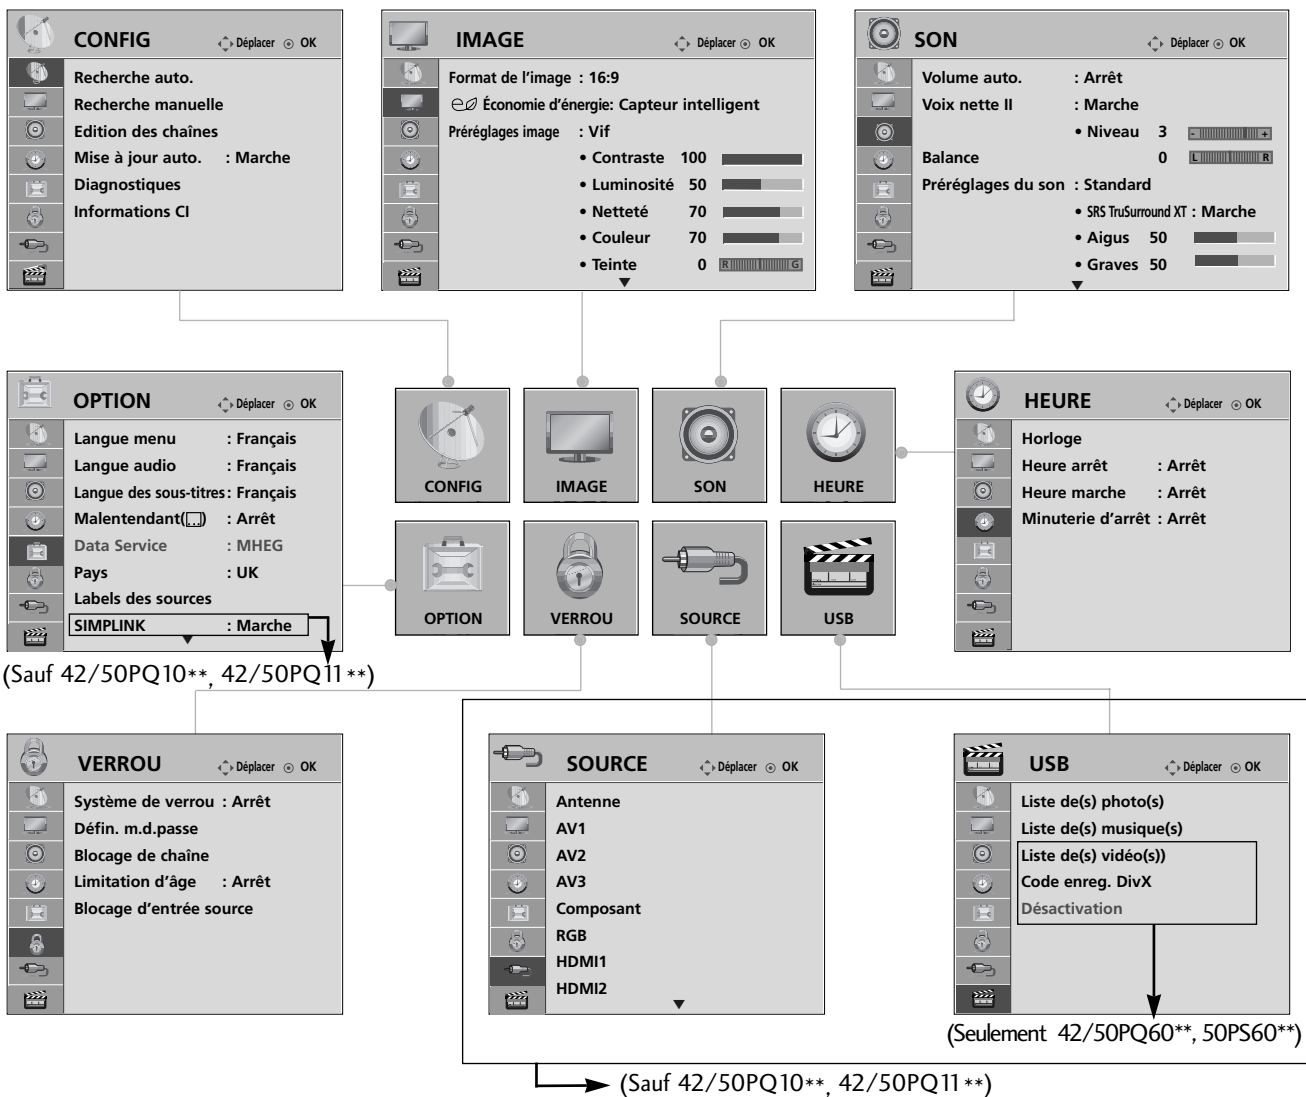 CONFIG Déplacer OK
Recherche auto.
Recherche manuelle
Edition des chaînes
Mise à jour auto. : Marche
Diagnostiques
Informations CI
IMAGE Déplacer OK
Format de l'image : 16:9
Économie d'énergie: Capteur intelligent
Préréglages image : Vif
• Contraste 100
• Luminosité 50
• Netteté 70
• Couleur 70
• Teinte 0 R G
SON Déplacer OK
Volume auto. : Arrêt
Voix nette II : Marche
• Niveau 3 - +
Balance 0 L R
Préréglages du son : Standard
• SRS TruSurround XT : Marche
• Aigus 50
• Graves 50
OPTION Déplacer OK
Langue menu : Français
Langue audio : Français
Langue des sous-titres : Français
Malentendant( ) : Arrêt
Data Service : MHEG
Pays : UK
Labels des sources
SIMPLINK : Marche
(Sauf 42/50PQ10**, 42/50PQ11**)
CONFIG
IMAGE
SON
HEURE
OPTION
VERROU
SOURCE
USB
HEURE Déplacer OK
Horloge
Heure arrêt : Arrêt
Heure marche : Arrêt
Minuterie d'arrêt : Arrêt
VERROU Déplacer OK
Système de verrou : Arrêt
Défin. m.d.passe
Blocage de chaîne
Limitation d'âge : Arrêt
Blocage d'entrée source
SOURCE Déplacer OK
Antenne
AV1
AV2
AV3
Composant
RGB
HDMI1
HDMI2
USB Déplacer OK
Liste de(s) photo(s)
Liste de(s) musique(s)
Liste de(s) vidéo(s))
Code enreg. DivX
Désactivation
(Seulement 42/50PQ60**, 50PS60**)
(Sauf 42/50PQ10**, 42/50PQ11**)